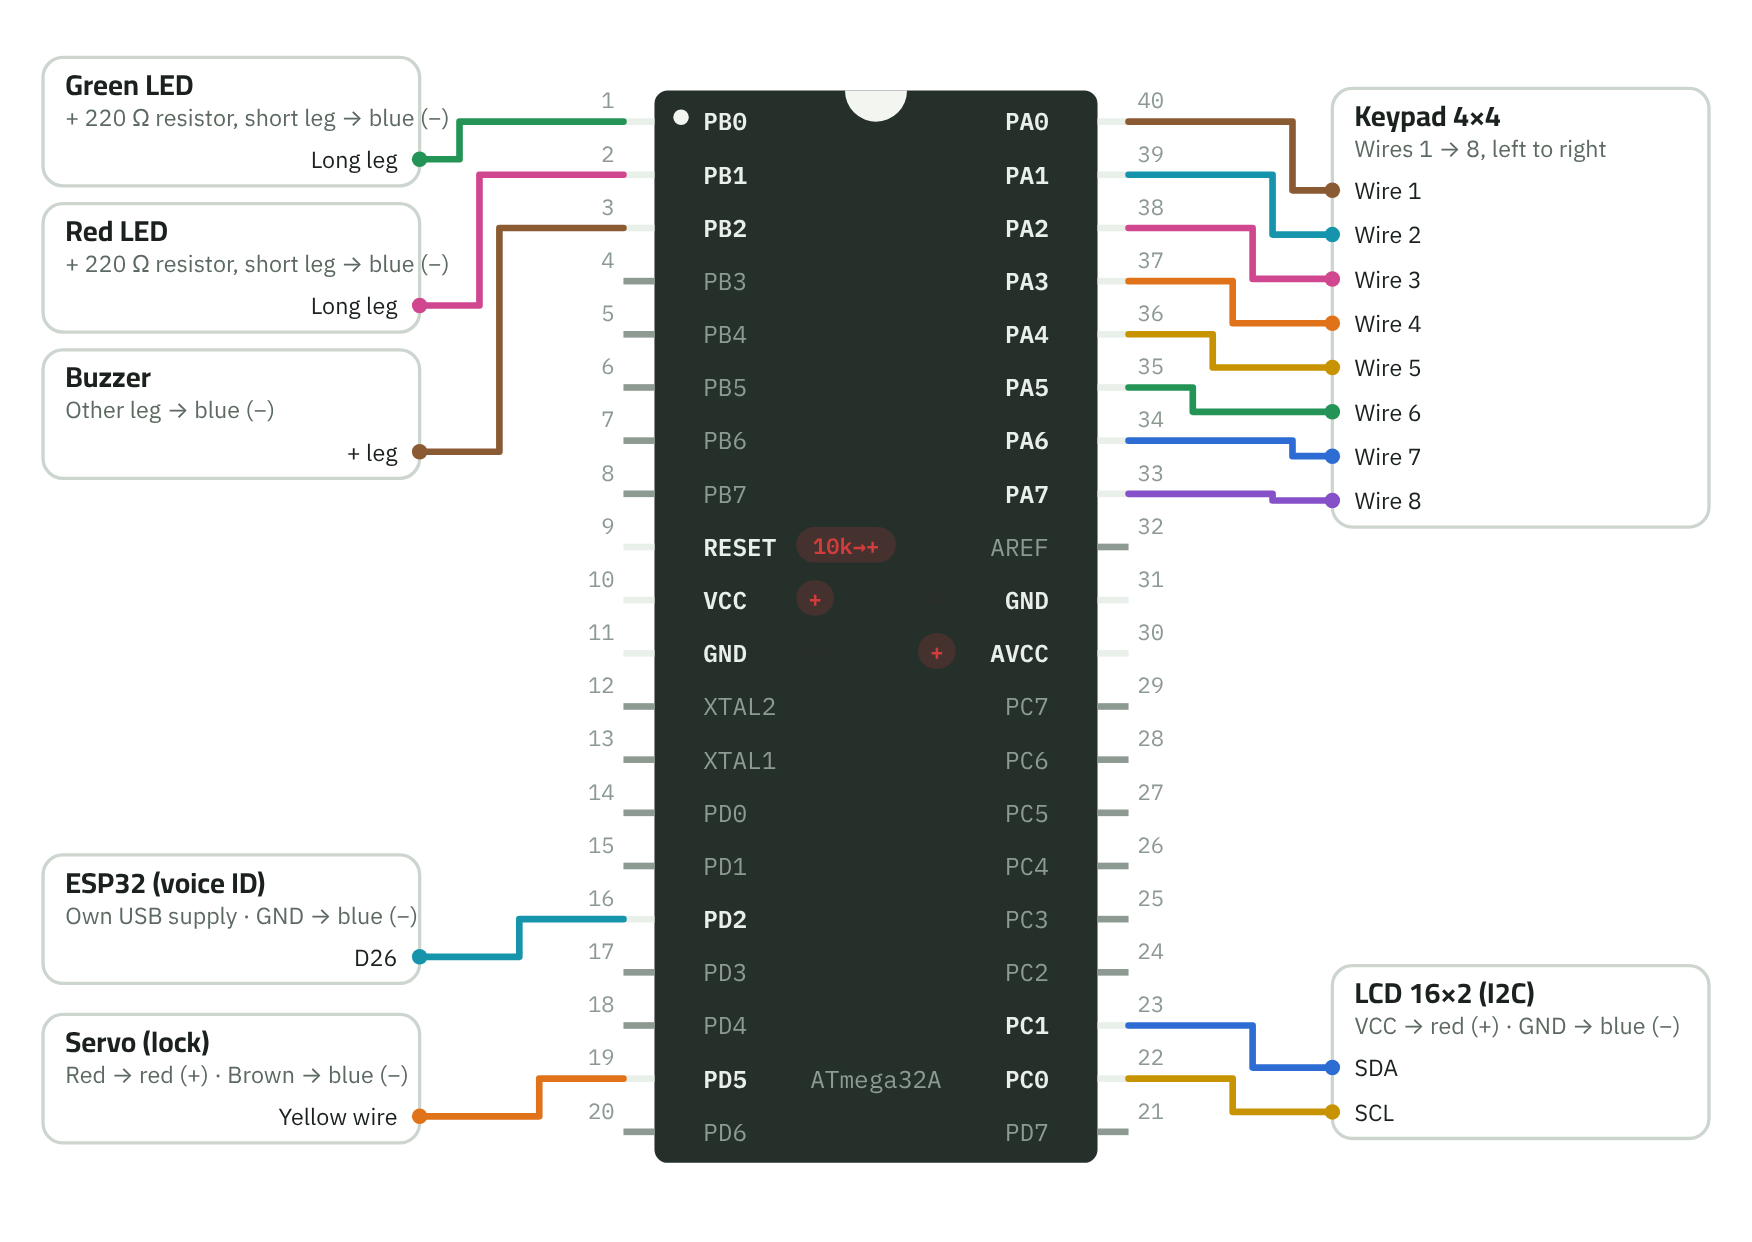 Green LED
+ 220 Ω resistor, short leg → blue (−)
Long leg
Red LED
+ 220 Ω resistor, short leg → blue (−)
Long leg
Buzzer
Other leg → blue (−)
+ leg
ESP32 (voice ID)
Own USB supply · GND → blue (−)
D26
Servo (lock)
Red → red (+) · Brown → blue (−)
Yellow wire
1
PB0
2
PB1
3
PB2
4
PB3
5
PB4
6
PB5
7
PB6
8
PB7
9
RESET 10k→+
10
VCC +
11
GND
12
XTAL2
13
XTAL1
14
PD0
15
PD1
16
PD2
17
PD3
18
PD4
19
PD5
20
PD6
ATmega32A
40
PA0
39
PA1
38
PA2
37
PA3
36
PA4
35
PA5
34
PA6
33
PA7
32
AREF
31
GND
30
+ AVCC
29
PC7
28
PC6
27
PC5
26
PC4
25
PC3
24
PC2
23
PC1
22
PC0
21
PD7
Keypad 4×4
Wires 1 → 8, left to right
Wire 1
Wire 2
Wire 3
Wire 4
Wire 5
Wire 6
Wire 7
Wire 8
LCD 16×2 (I2C)
VCC → red (+) · GND → blue (−)
SDA
SCL